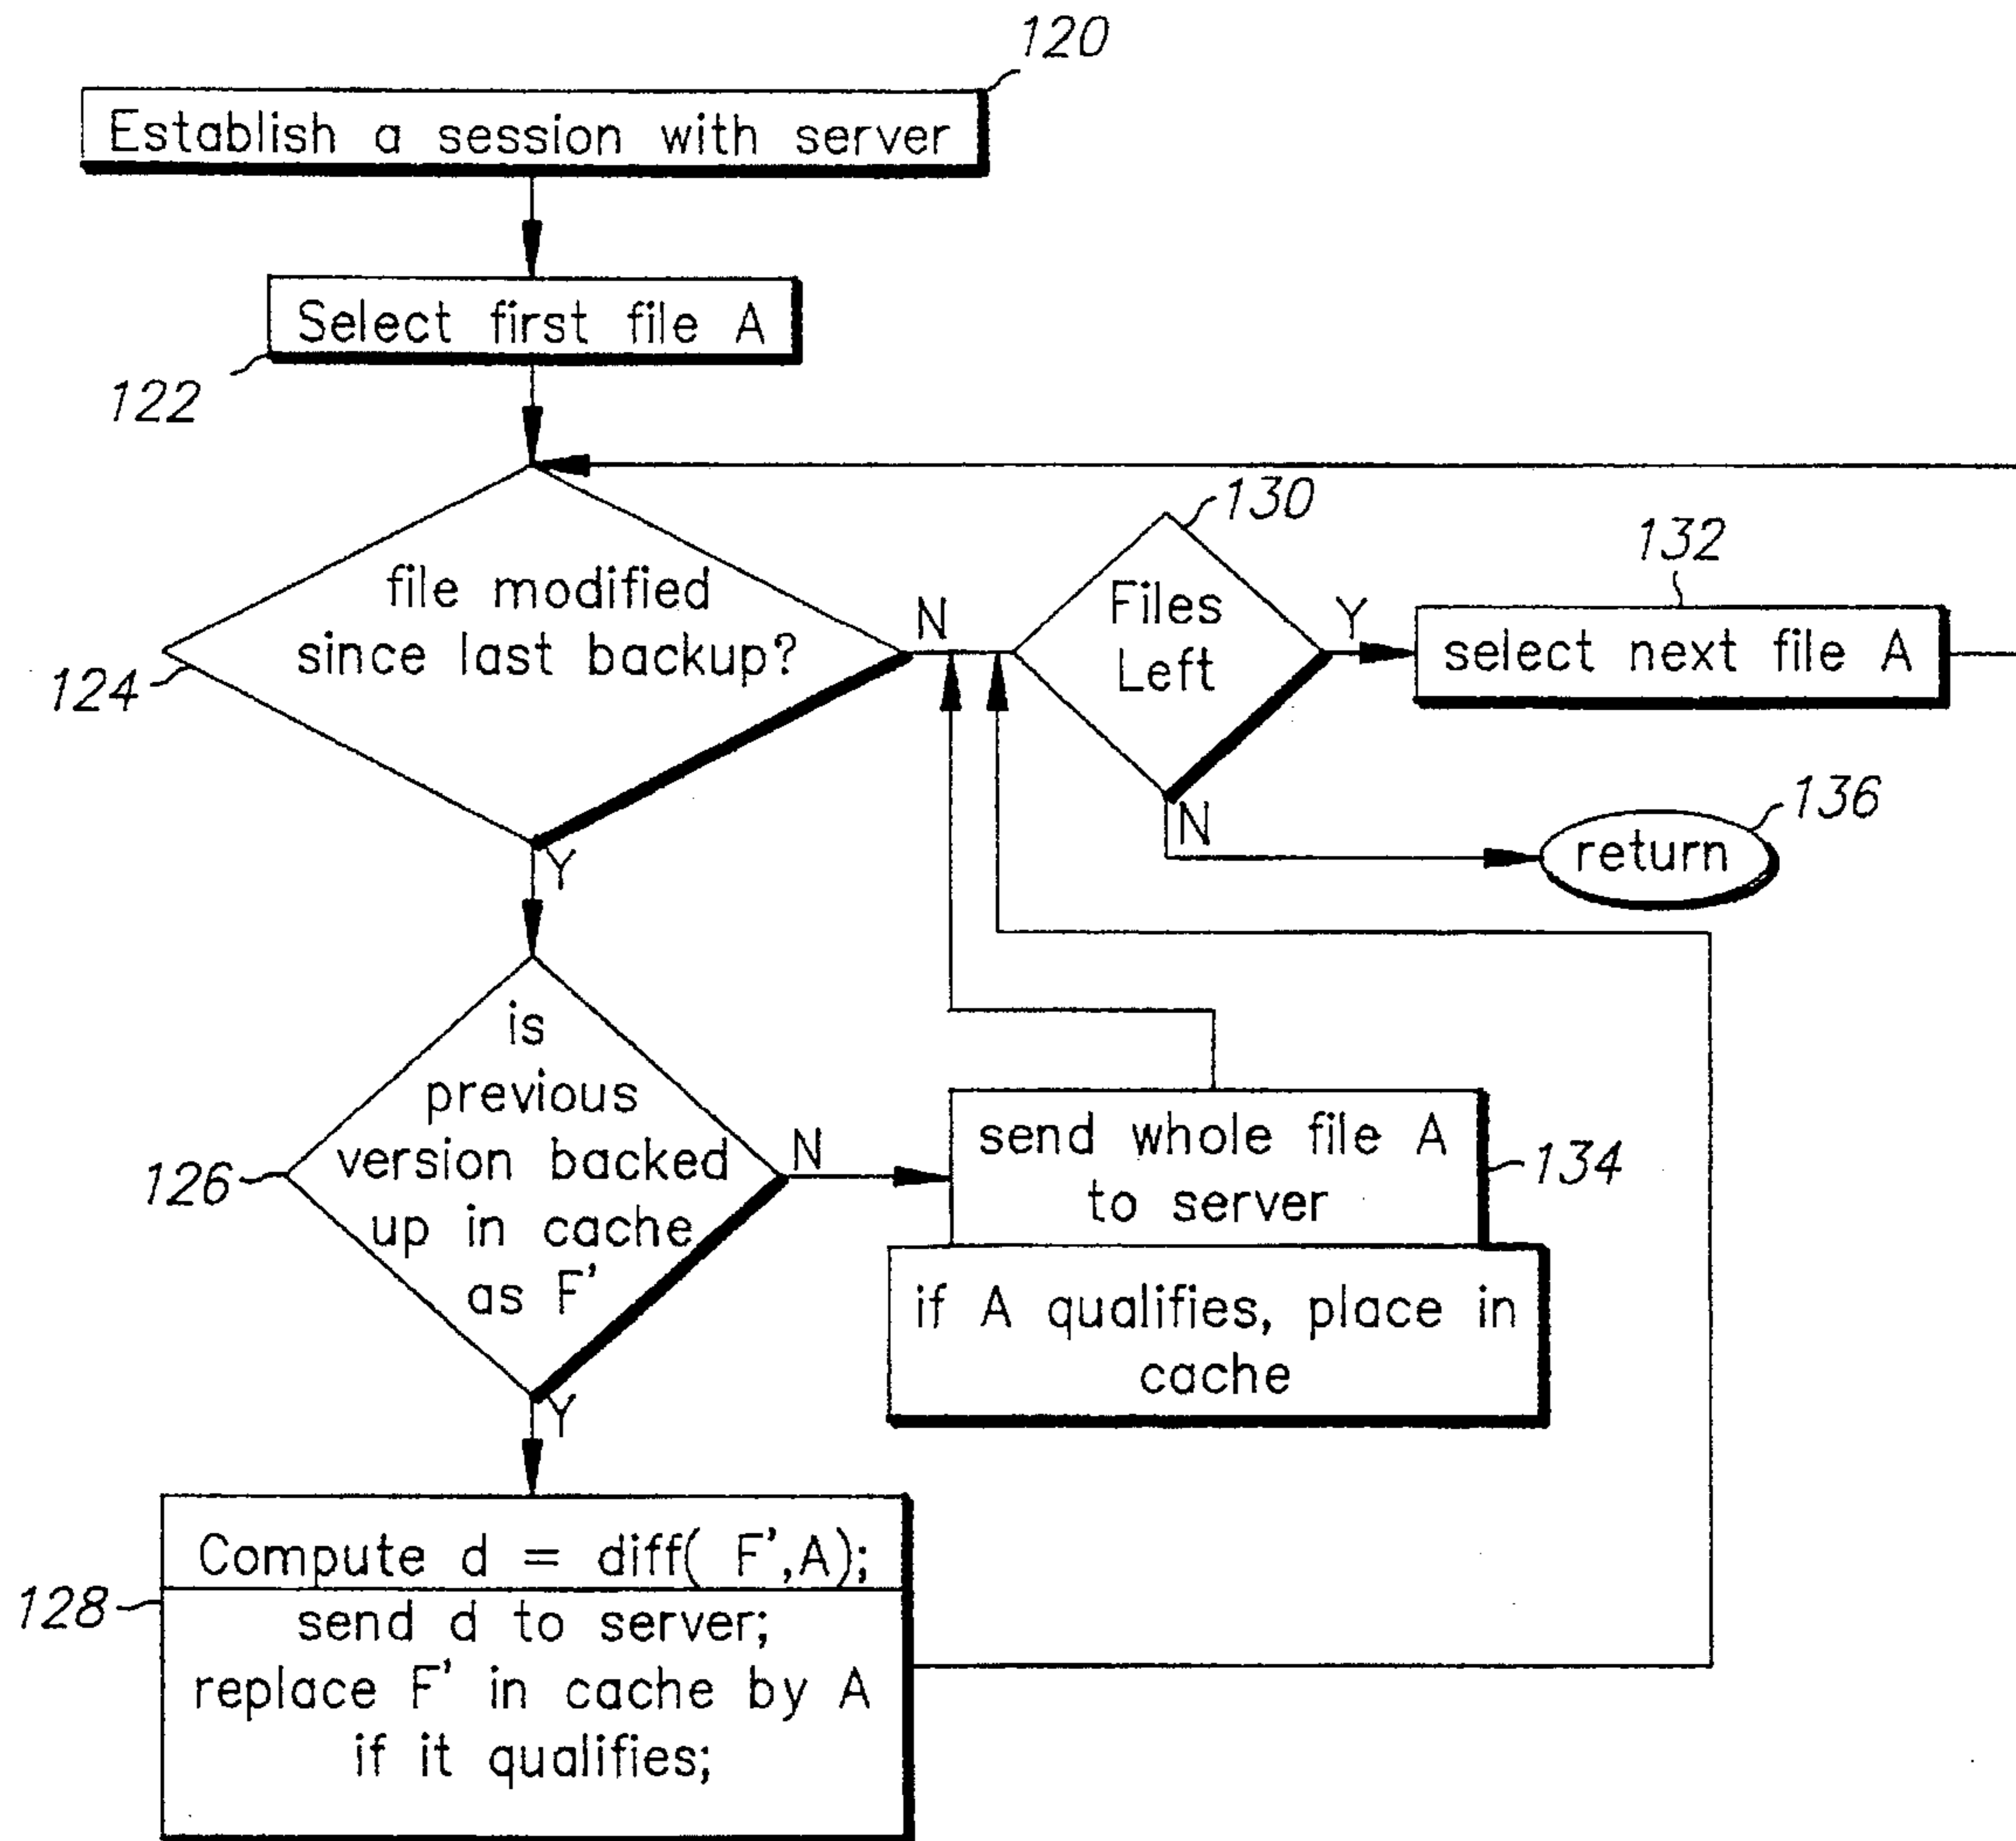 120
Establish a session with server
Select first file A
122
file modified
since last backup?
124
N
Y
130
Files
Left
Y
N
132
select next file A
136
return
is
previous
version backed
up in cache
as F'
126
N
Y
send whole file A
to server
134
if A qualifies, place in
cache
Compute d = diff( F',A);
128
send d to server;
replace F' in cache by A
if it qualifies;